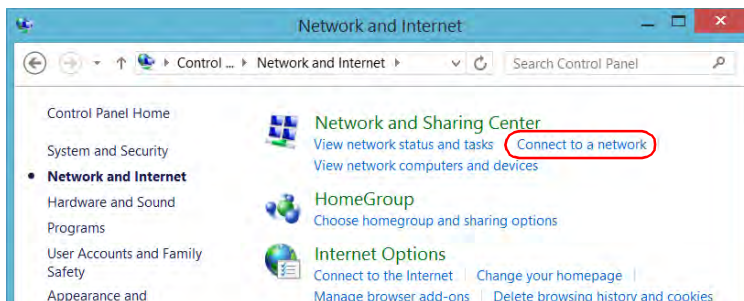 Network and Internet
Control ... Network and Internet
Search Control Panel
Control Panel Home
System and Security
Network and Internet
Hardware and Sound
Programs
User Accounts and Family
Safety
Appearance and
Network and Sharing Center
View network status and tasks
Connect to a network
View network computers and devices
HomeGroup
Choose homegroup and sharing options
Internet Options
Connect to the Internet
Change your homepage
Manage browser add-ons
Delete browsing history and cookies